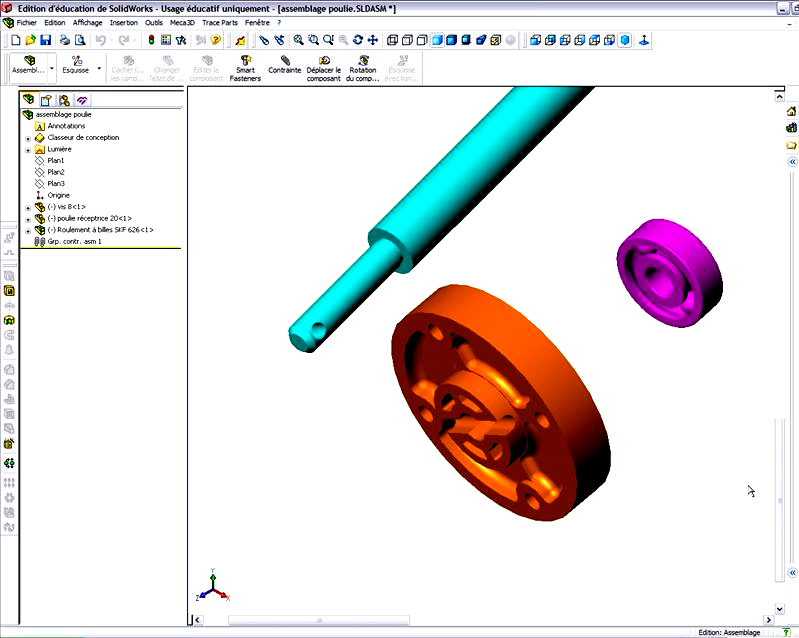 Edition d'éducation de SolidWorks - Usage éducatif uniquement - [assemblage poulie.SLDASM *]
Fichier Edition Affichage Insertion Outils Meca3D Trace Parts Fenêtre ?
Assembl... Esquisse Cacher/... les comp... Changer l'état de ... Editer le composant Smart Fasteners Contrainte Déplacer le composant Rotation du comp... Esquisse avec lign...
assemblage poulie
A Annotations
Classeur de conception
Lumière
Plan1
Plan2
Plan3
Origine
(-) vis 8<1>
(-) poulie réceptrice 20<1>
(-) Roulement à billes SKF 626<1>
Grp. contr. asm 1
Y
Z X
Edition: Assemblage